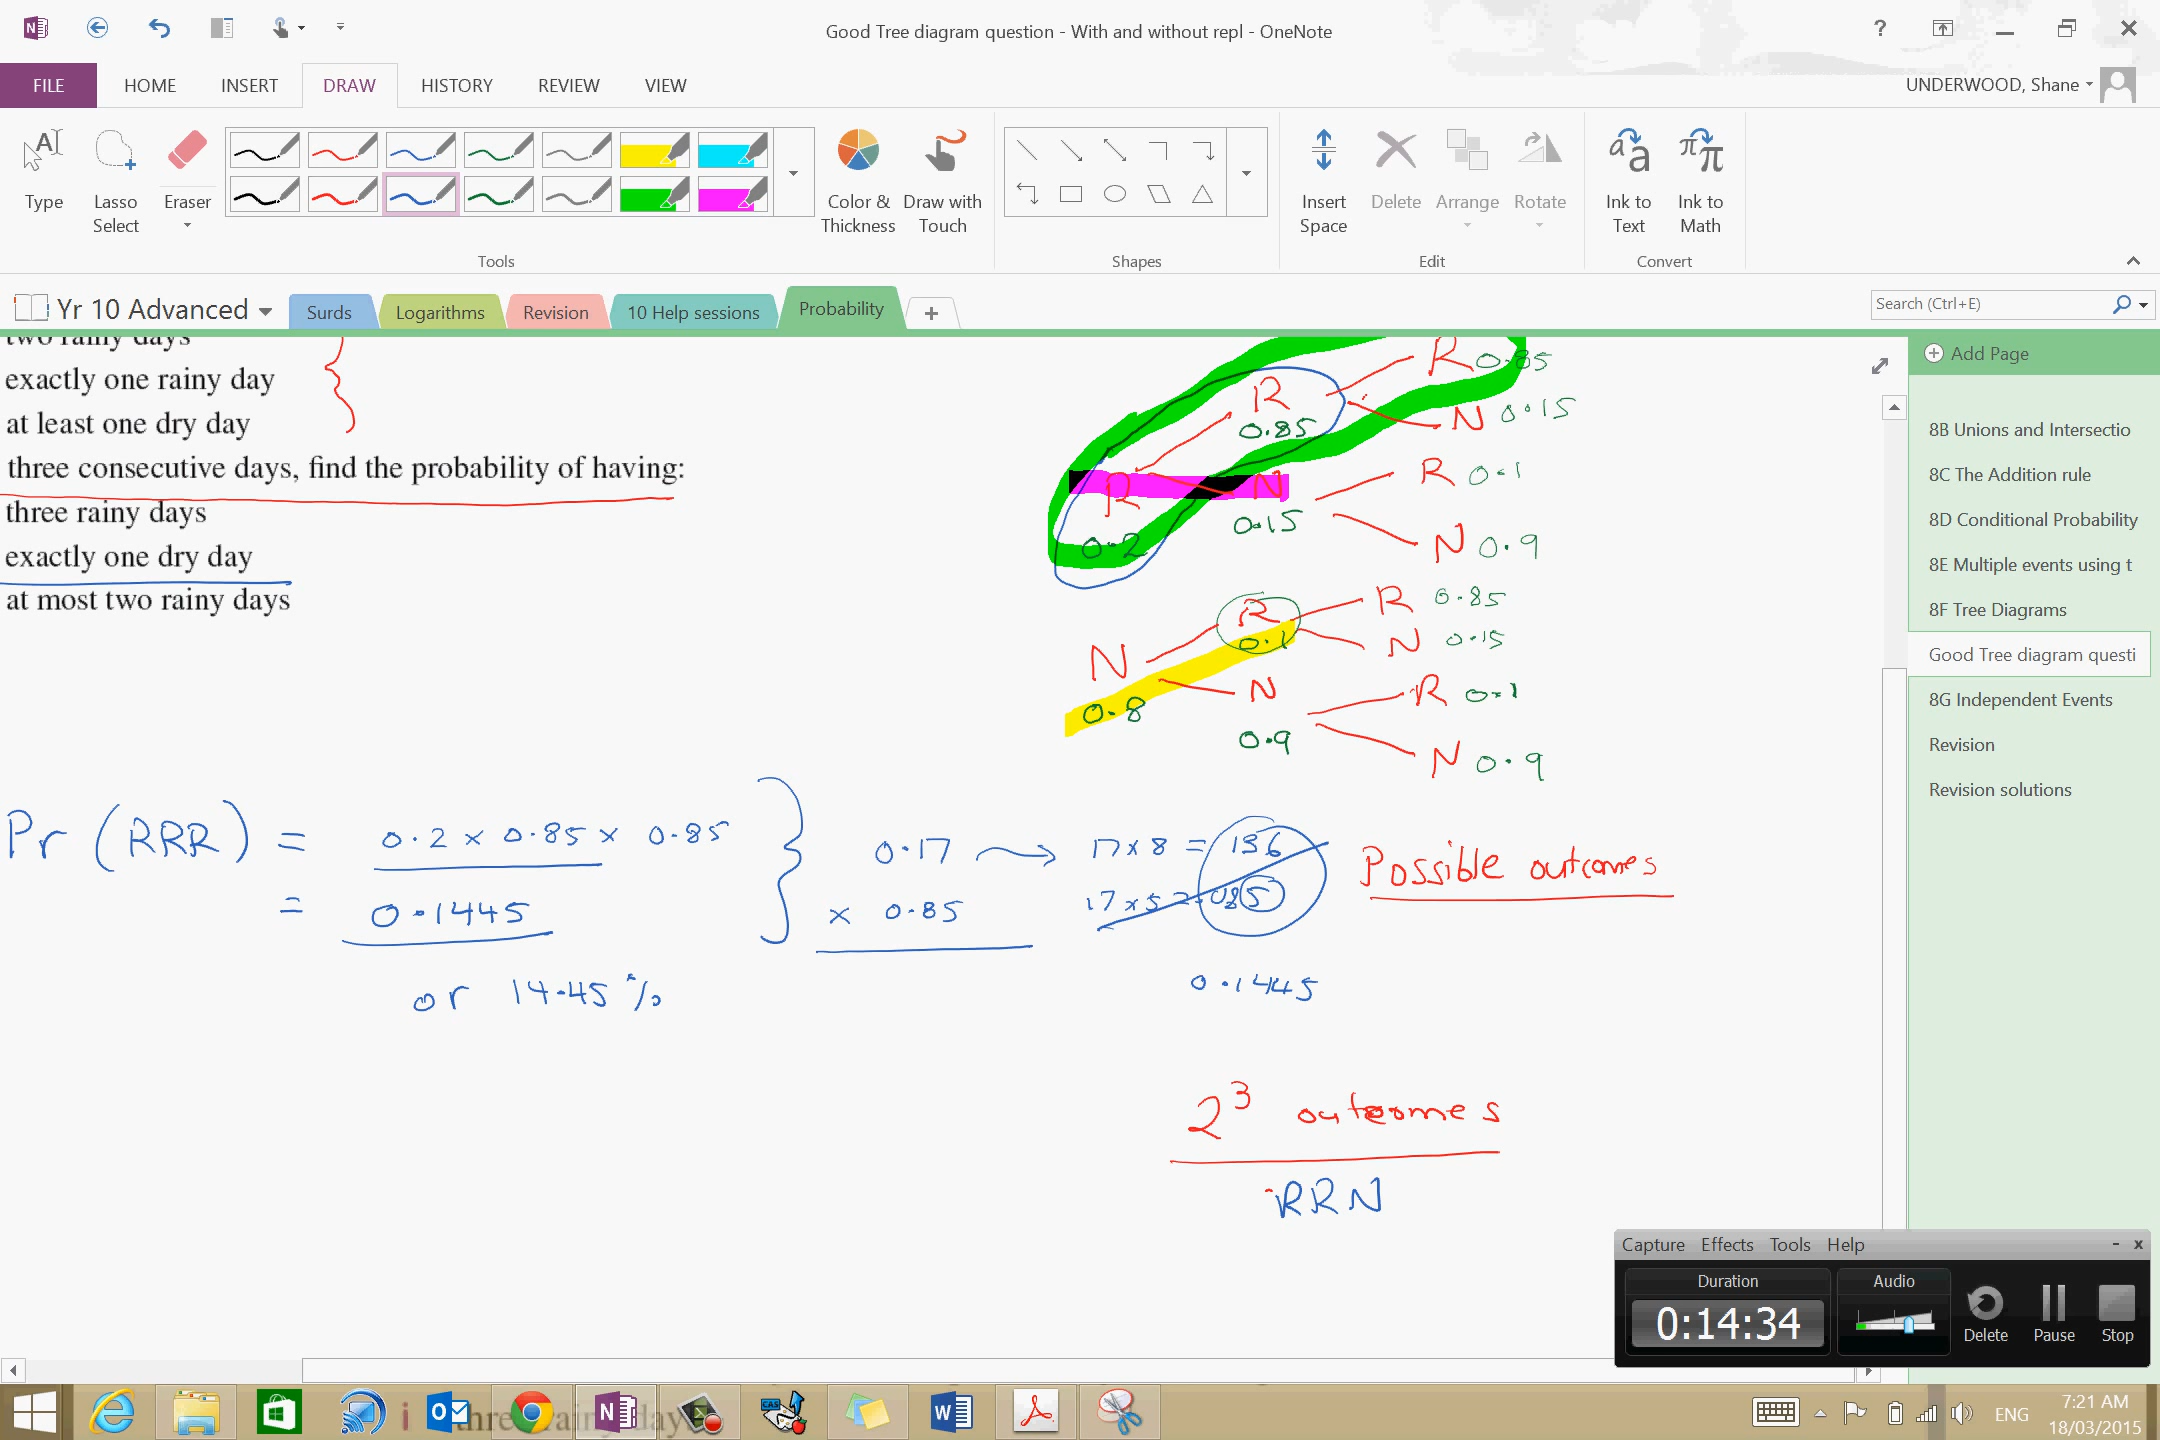 Good Tree diagram question - With and without repl - OneNote
FILE HOME INSERT DRAW HISTORY REVIEW VIEW
UNDERWOOD, Shane
Type
Lasso Select
Eraser
Color & Thickness
Draw with Touch
Insert Space
Delete
Arrange
Rotate
Ink to Text
Ink to Math
Tools Shapes Edit Convert
Yr 10 Advanced Surds Logarithms Revision 10 Help sessions Probability +
Search (Ctrl+E)
two rainy days
exactly one rainy day
at least one dry day
three consecutive days, find the probability of having:
three rainy days
exactly one dry day
at most two rainy days
R 0.85
R
0.85
N 0.15
R
0.2
N
0.15
R 0.1
N 0.9
N
0.8
R
0.1
R 0.85
N 0.15
N
0.9
R 0.1
N 0.9
Pr (RRR) = 0.2 x 0.85 x 0.85
= 0.1445
or 14.45 %
0.17
x 0.85
17 x 8 = 136
0.1445
Possible outcomes
2³ outcomes
RRN
Add Page
8B Unions and Intersectio
8C The Addition rule
8D Conditional Probability
8E Multiple events using t
8F Tree Diagrams
Good Tree diagram questi
8G Independent Events
Revision
Revision solutions
Capture Effects Tools Help
Duration
0:14:34
Audio
Delete
Pause
Stop
ENG
7:21 AM
18/03/2015